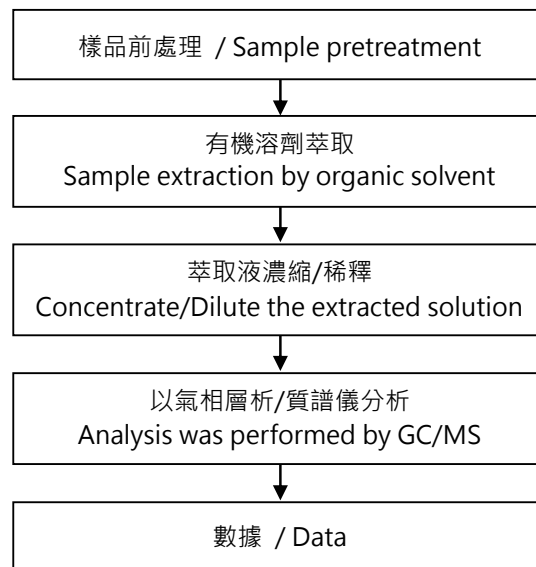 樣品前處理 / Sample pretreatment
有機溶劑萃取
Sample extraction by organic solvent
萃取液濃縮/稀釋
Concentrate/Dilute the extracted solution
以氣相層析/質譜儀分析
Analysis was performed by GC/MS
數據 / Data